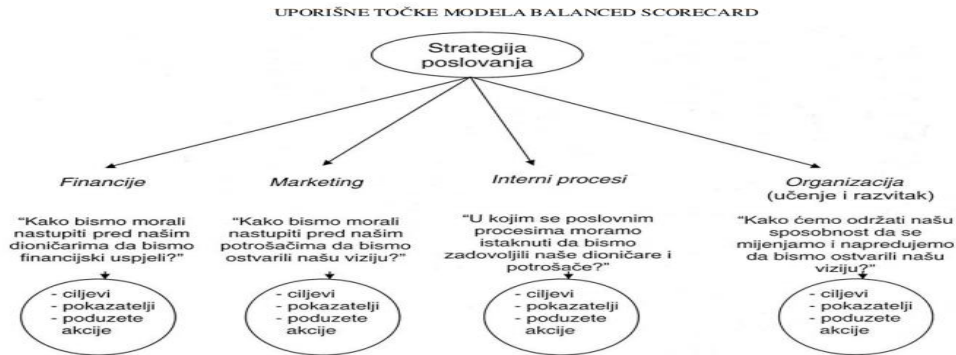 UPORIŠNE TOČKE MODELA BALANCED SCORECARD
Strategija
poslovanja
Financije
"Kako bismo morali
nastupiti pred našim
dioničarima da bismo
financijski uspjeli?"
- ciljevi
- pokazatelji
- poduzete
akcije
Marketing
"Kako bismo morali
nastupiti pred našim
potrošačima da bismo
ostvarili našu viziju?"
- ciljevi
- pokazatelji
- poduzete
akcije
Interni procesi
"U kojim se poslovnim
procesima moramo
istaknuti da bismo
zadovoljili naše dioničare i
potrošače?"
- ciljevi
- pokazatelji
- poduzete
akcije
Organizacija
(učenje i razvitak)
"Kako ćemo održati našu
sposobnost da se
mijenjamo i napredujemo
da bismo ostvarili našu
viziju?"
- ciljevi
- pokazatelji
- poduzete
akcije